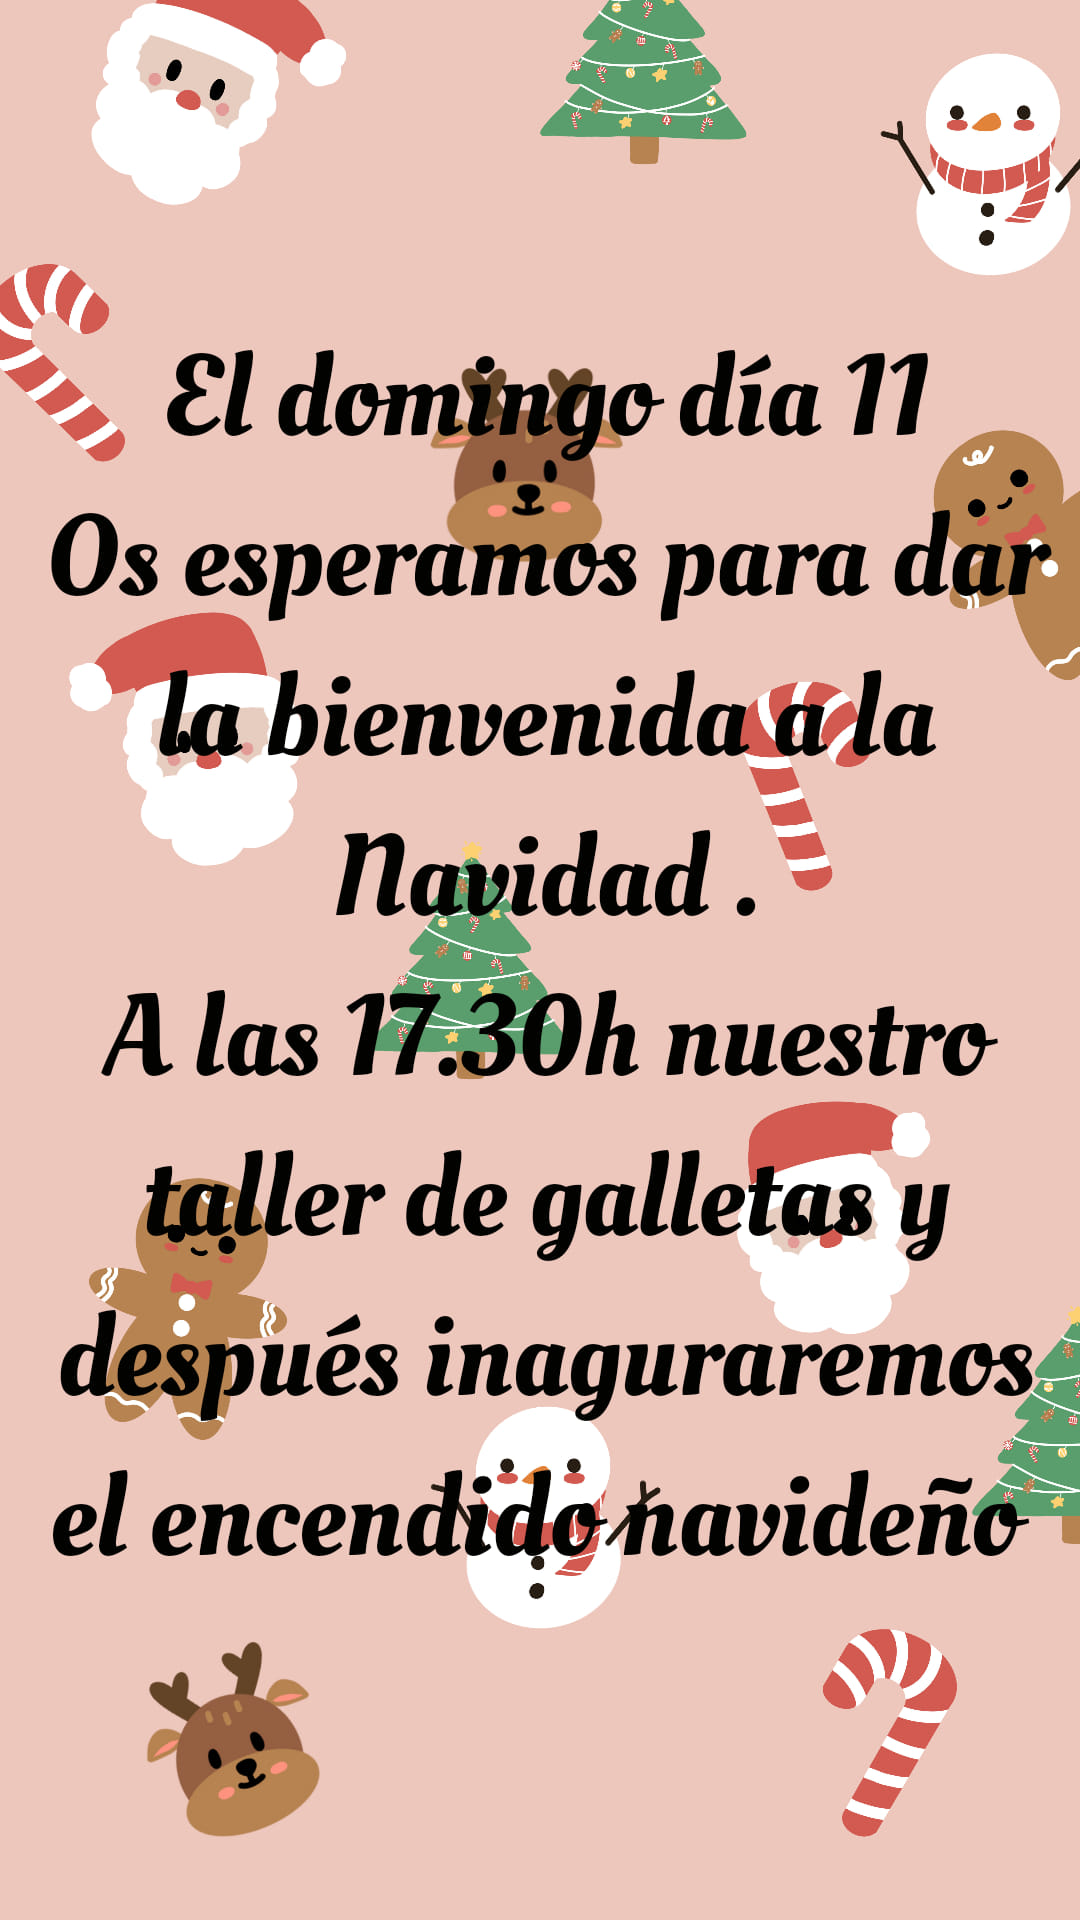 El domingo día 11
Os esperamos para dar
la bienvenida a la
Navidad .
A las 17.30h nuestro
taller de galletas y
después inaguraremos
el encendido navideño